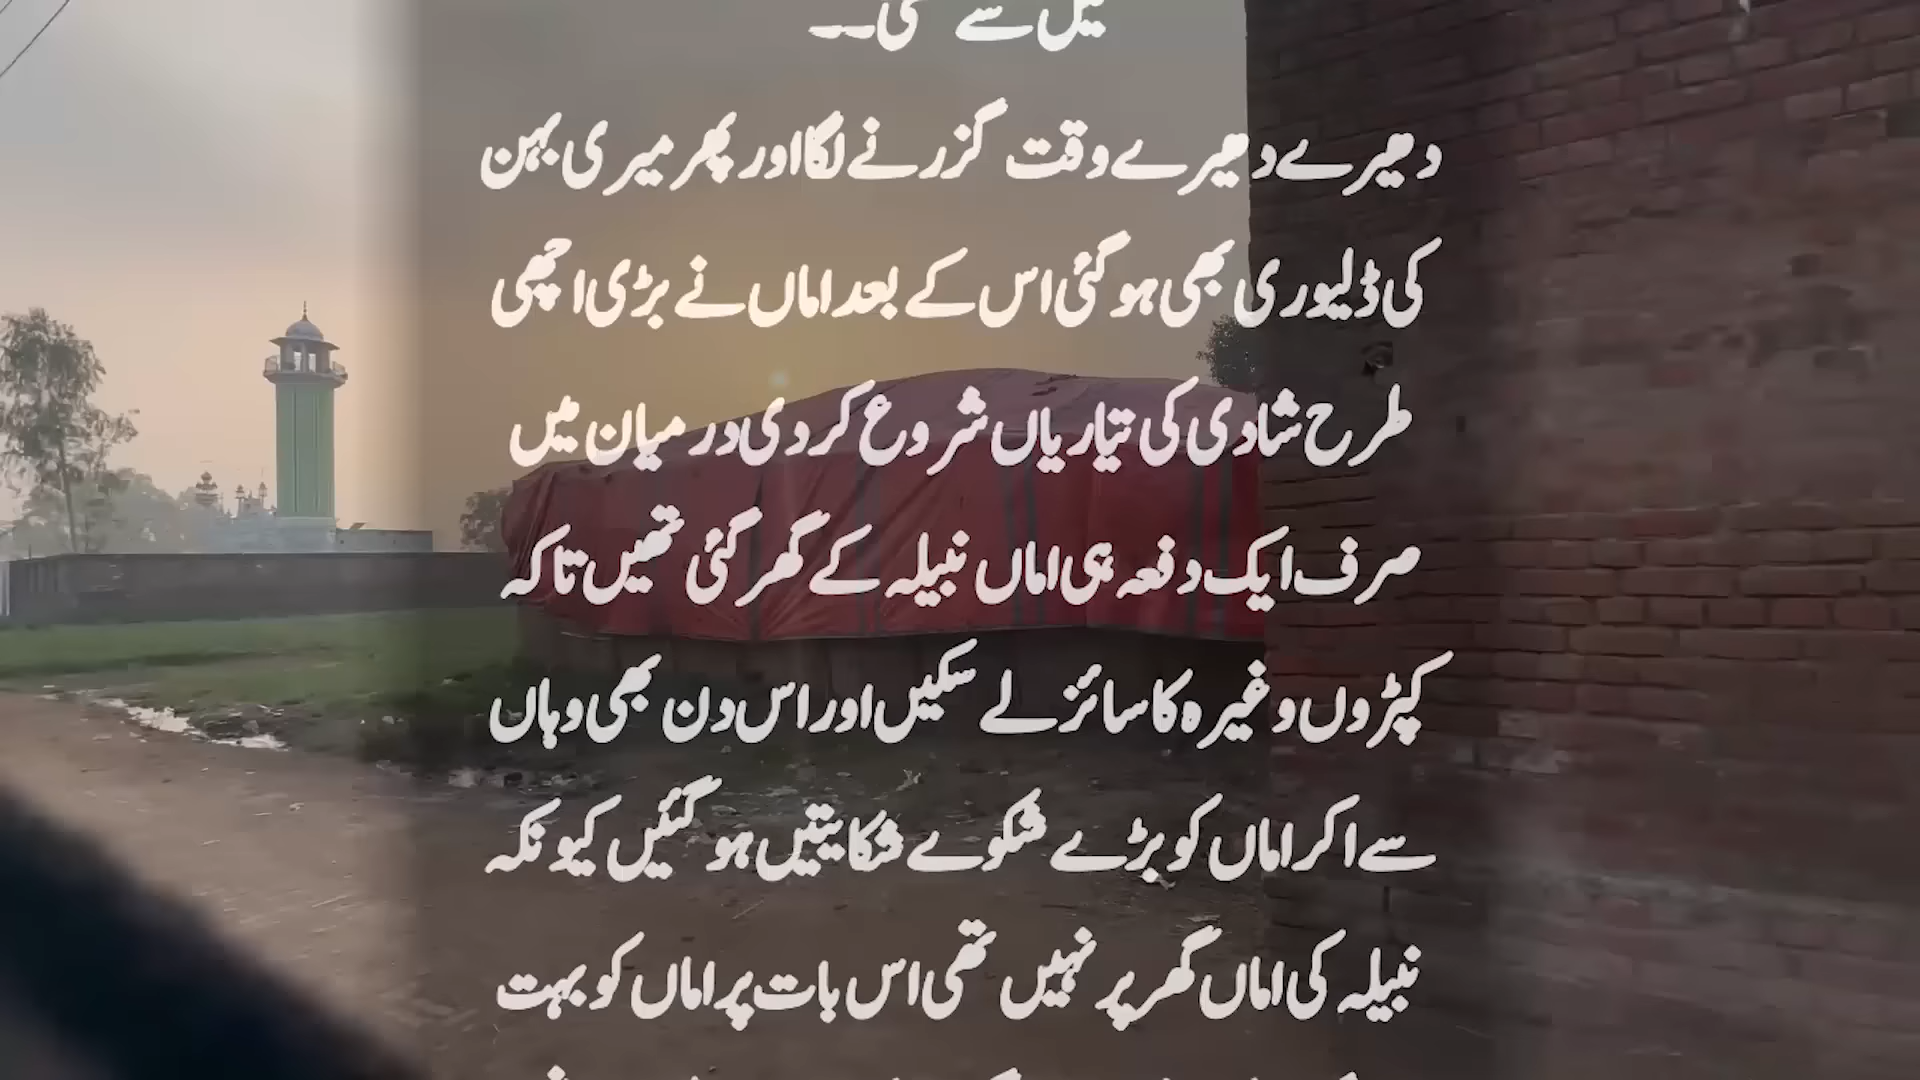 سے
دھیرے دھیرے وقت گزرنے لگا اور پھر میری بہن
کی ڈلیوری بھی ہو گئی اس کے بعد اماں نے بڑی اچھی
طرح شادی کی تیاریاں شروع کر دی درمیان میں
صرف ایک دفعہ ہی اماں نبیلہ کے گھر گئی تھیں تاکہ
کپڑوں وغیرہ کا سائز لے سکیں اور اس دن بھی وہاں
سے اکر اماں کو بڑے شکوے شکایتیں ہو گئیں کیونکہ
نبیلہ کی اماں گھر پر نہیں تھی اس بات پر اماں کو بہت